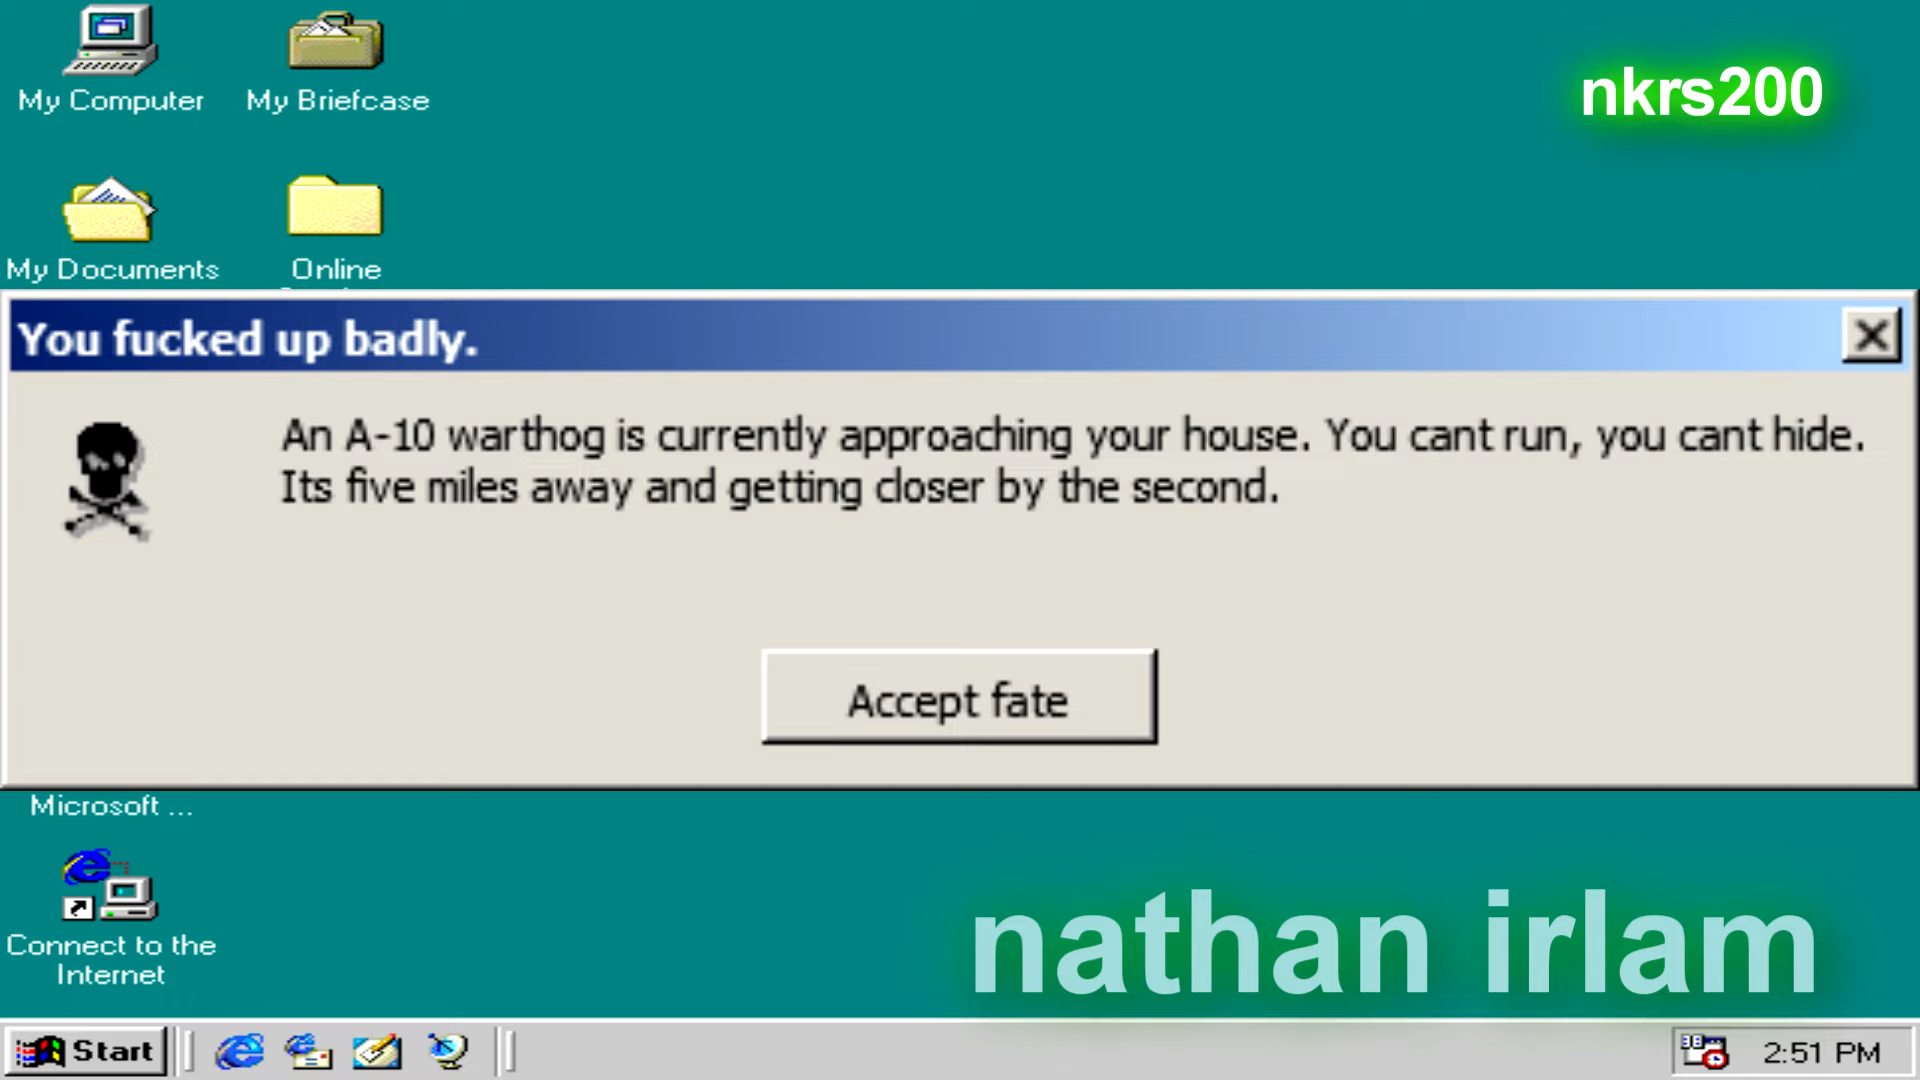 My Computer
My Briefcase
nkrs200
My Documents
Online
You fucked up badly.
An A-10 warthog is currently approaching your house. You cant run, you cant hide.
Its five miles away and getting closer by the second.
Accept fate
Microsoft ...
Connect to the
Internet
nathan irlam
Start
2:51 PM